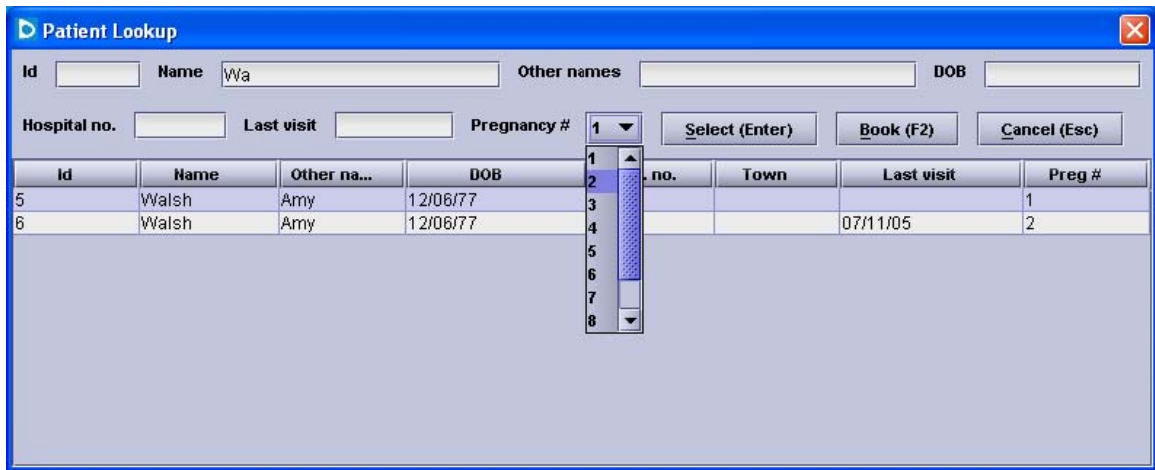 Patient Lookup
Id Name Wa Other names DOB
Hospital no. Last visit Pregnancy # 1 Select (Enter) Book (F2) Cancel (Esc)
Id Name Other na... DOB . no. Town Last visit Preg #
5 Walsh Amy 12/06/77 1
6 Walsh Amy 12/06/77 07/11/05 2
1
2
3
4
5
6
7
8